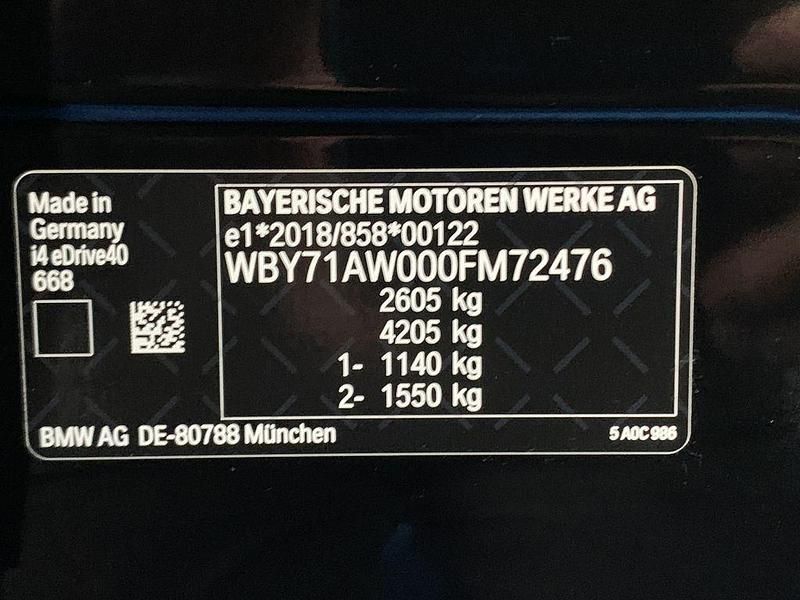 Made in
Germany
i4 eDrive40
668
BAYERISCHE MOTOREN WERKE AG
e1*2018/858*00122
WBY71AW000FM72476
2605 kg
4205 kg
1- 1140 kg
2- 1550 kg
BMW AG DE-80788 München
5 A0C 986